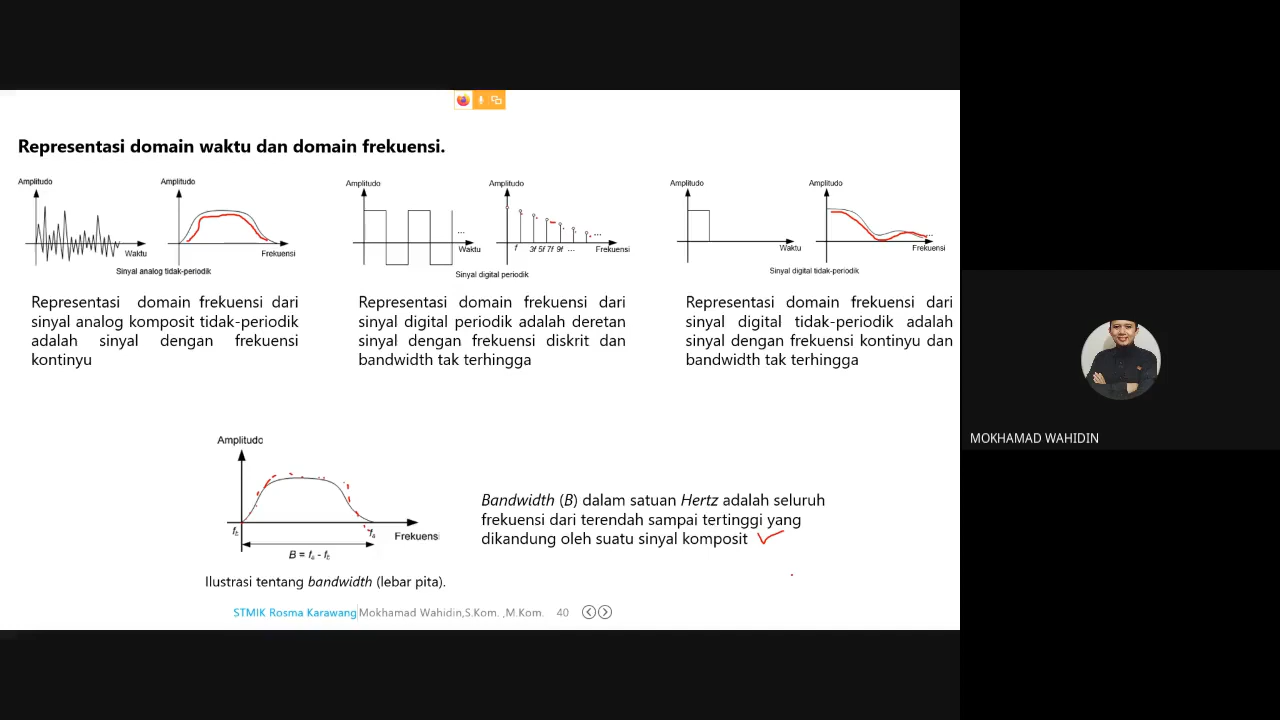 Representasi domain waktu dan domain frekuensi.
Amplitudo
Waktu
Amplitudo
Frekuensi
Sinyal analog tidak-periodik
Amplitudo
...
Waktu
Amplitudo
f 3f 5f 7f 9f ...
...
Frekuensi
Sinyal digital periodik
Amplitudo
Waktu
Amplitudo
...
Frekuensi
Sinyal digital tidak-periodik
Representasi domain frekuensi dari
sinyal analog komposit tidak-periodik
adalah sinyal dengan frekuensi
kontinyu
Representasi domain frekuensi dari
sinyal digital periodik adalah deretan
sinyal dengan frekuensi diskrit dan
bandwidth tak terhingga
Representasi domain frekuensi dari
sinyal digital tidak-periodik adalah
sinyal dengan frekuensi kontinyu dan
bandwidth tak terhingga
Amplitudo
Frekuensi
Ilustrasi tentang bandwidth (lebar pita).
Bandwidth (B) dalam satuan Hertz adalah seluruh
frekuensi dari terendah sampai tertinggi yang
dikandung oleh suatu sinyal komposit
STMIK Rosma Karawang Mokhamad Wahidin,S.Kom. ,M.Kom. 40
MOKHAMAD WAHIDIN